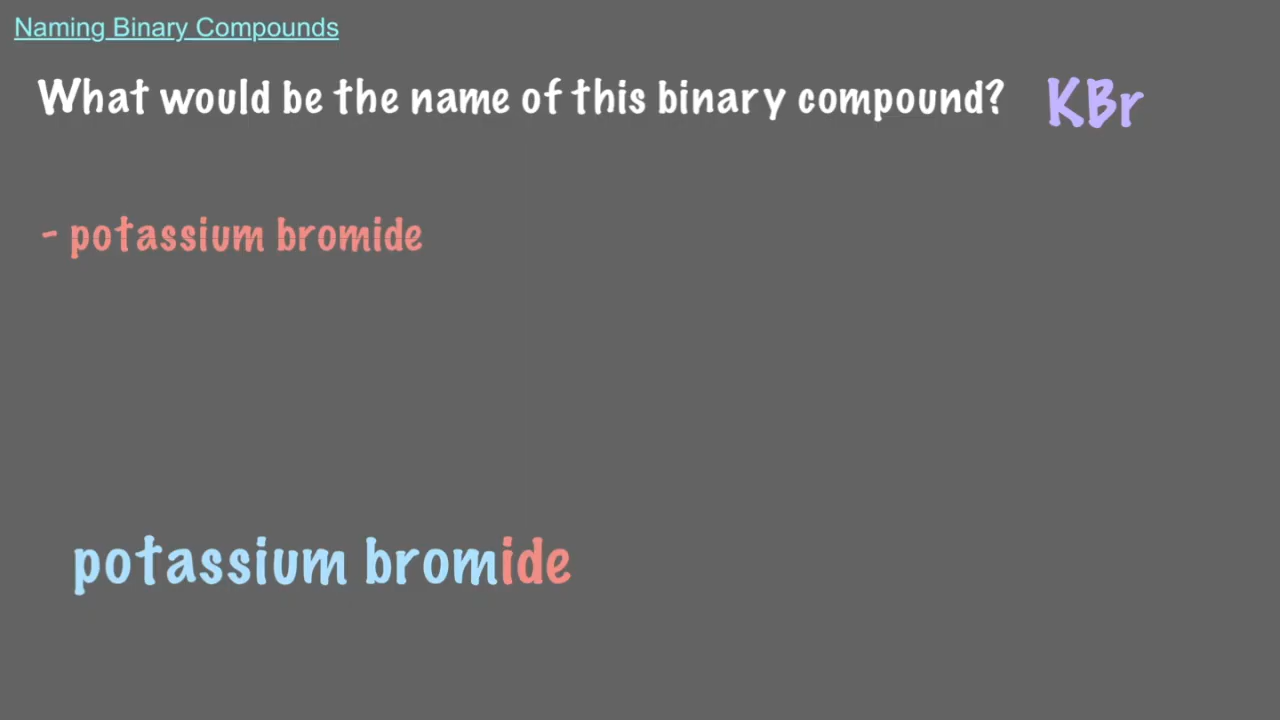 Naming Binary Compounds
What would be the name of this binary compound? KBr
- potassium bromide
potassium bromide